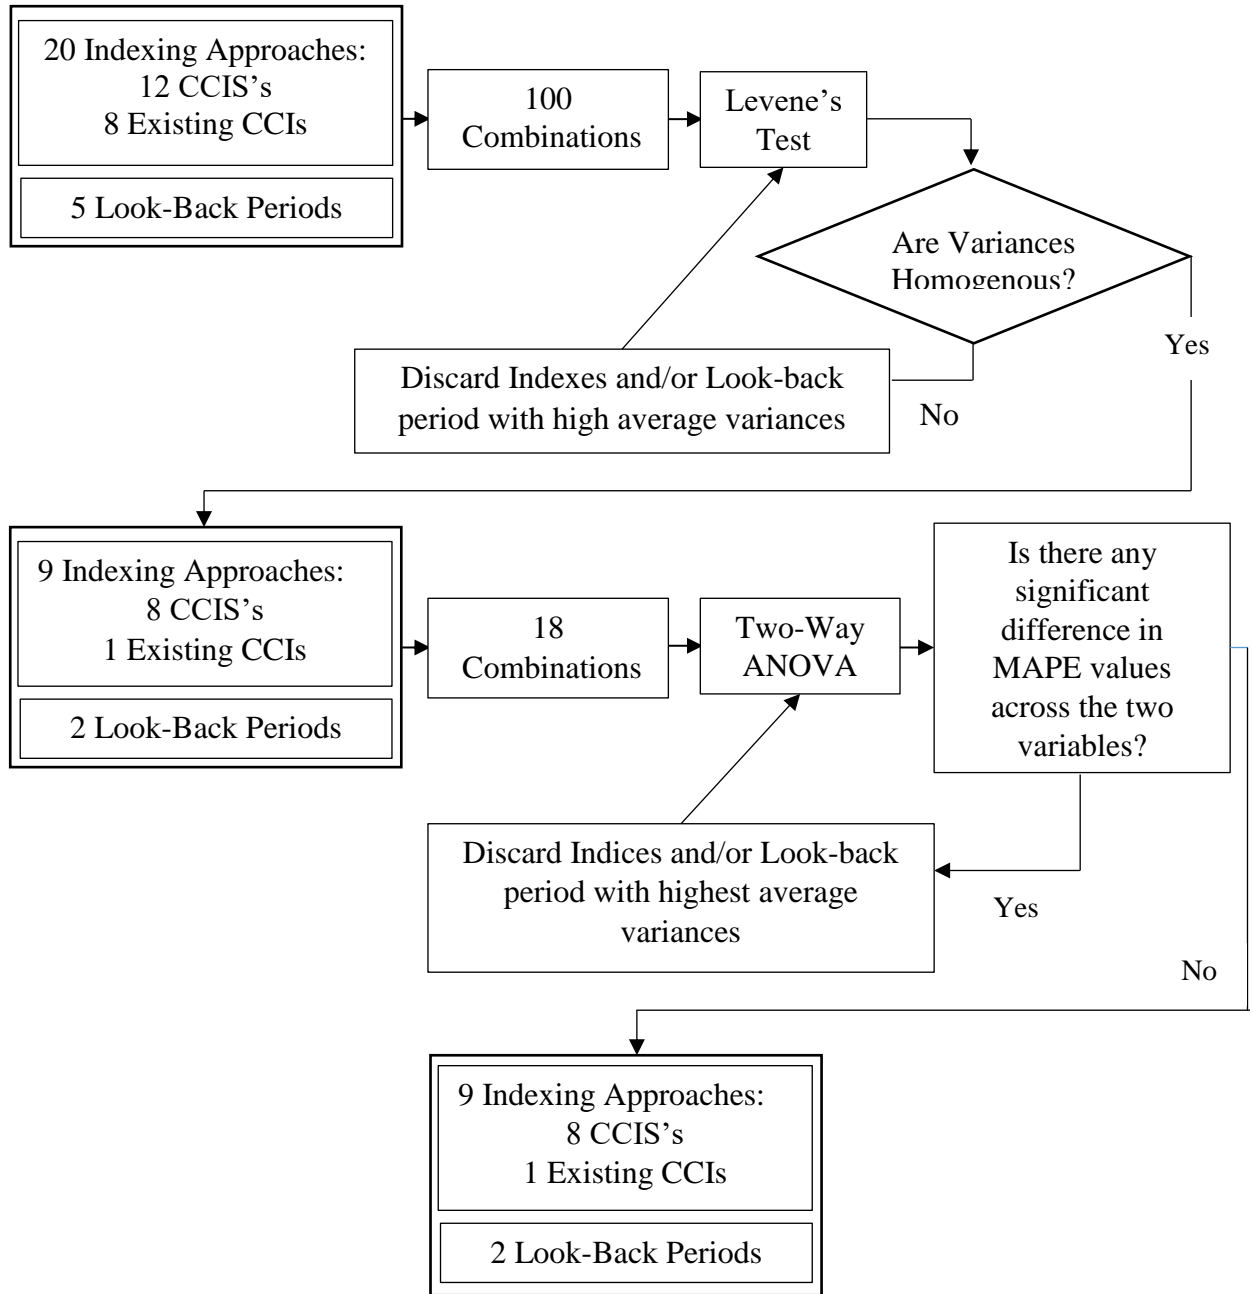 20 Indexing Approaches:
12 CCIS’s
8 Existing CCIs
5 Look-Back Periods
100
Combinations
Levene’s
Test
Are Variances
Homogenous?
Yes
No
Discard Indexes and/or Look-back
period with high average variances
9 Indexing Approaches:
8 CCIS’s
1 Existing CCIs
2 Look-Back Periods
18
Combinations
Two-Way
ANOVA
Is there any
significant
difference in
MAPE values
across the two
variables?
Discard Indices and/or Look-back
period with highest average
variances
Yes
No
9 Indexing Approaches:
8 CCIS’s
1 Existing CCIs
2 Look-Back Periods